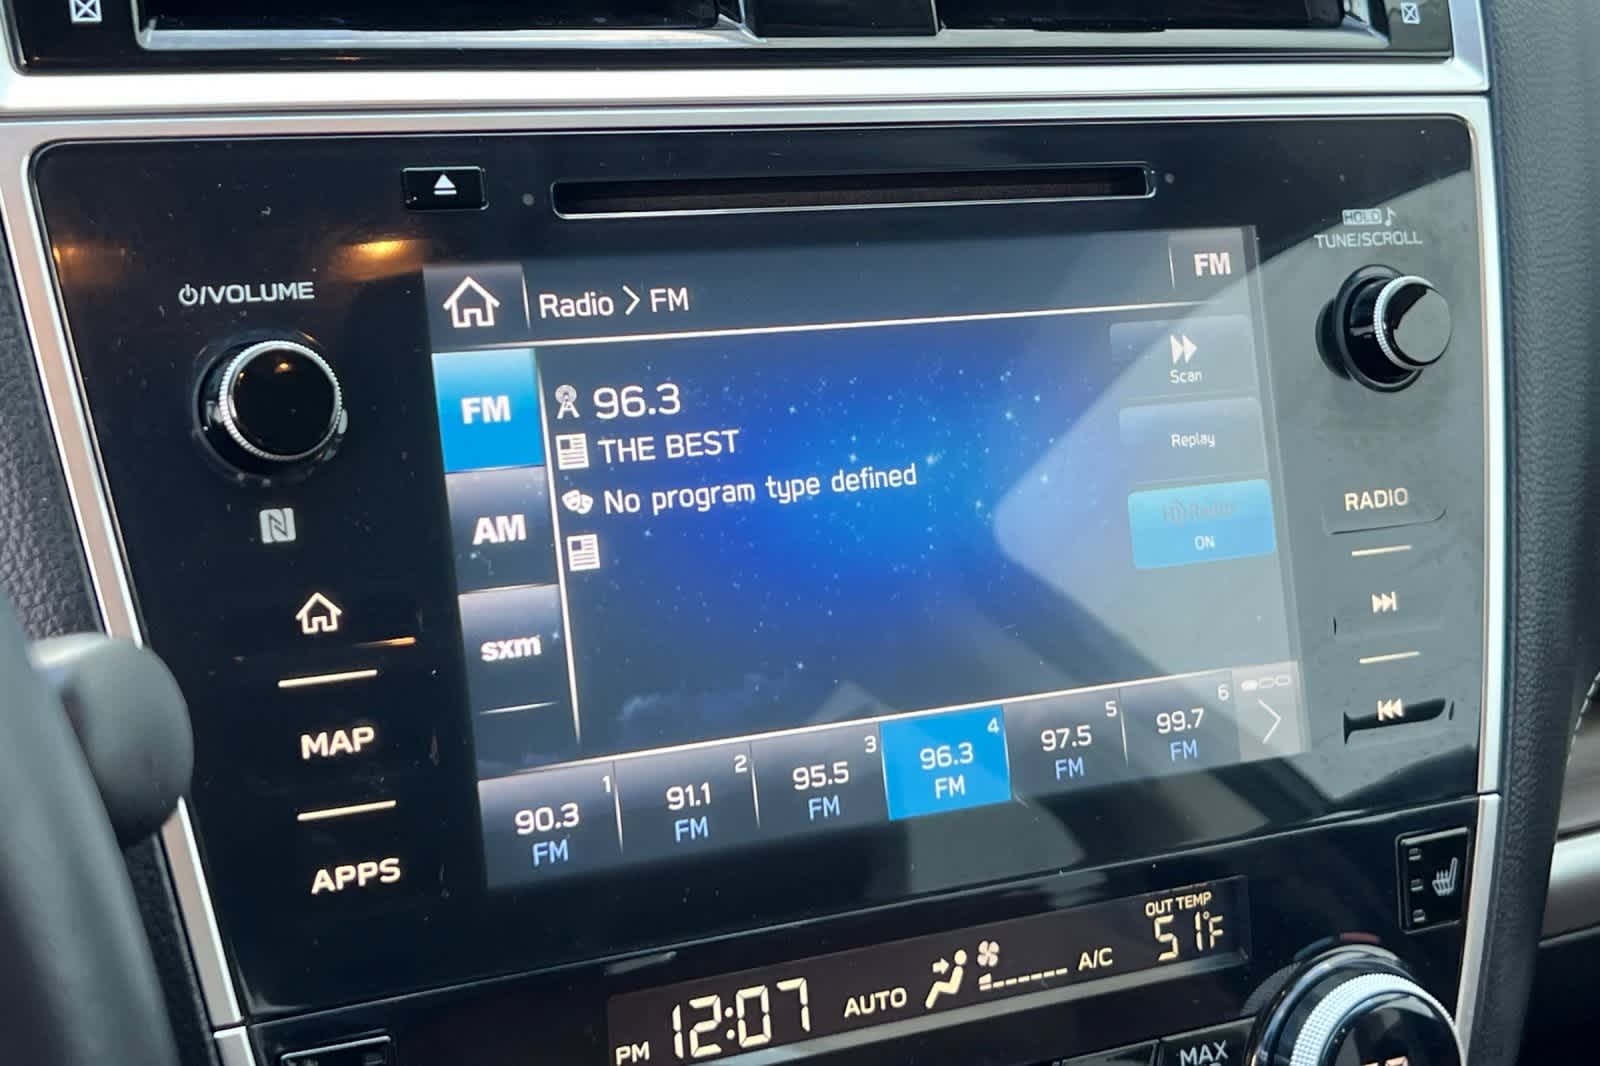 ⏻/VOLUME
HOLD
TUNE/SCROLL
Radio > FM
FM
FM
96.3
Scan
THE BEST
Replay
No program type defined
AM
HD Radio
ON
RADIO
sxm
MAP
APPS
1
90.3
FM
2
91.1
FM
3
95.5
FM
4
96.3
FM
5
97.5
FM
6
99.7
FM
PM 12:07
AUTO
A/C
OUT TEMP
51°F
MAX